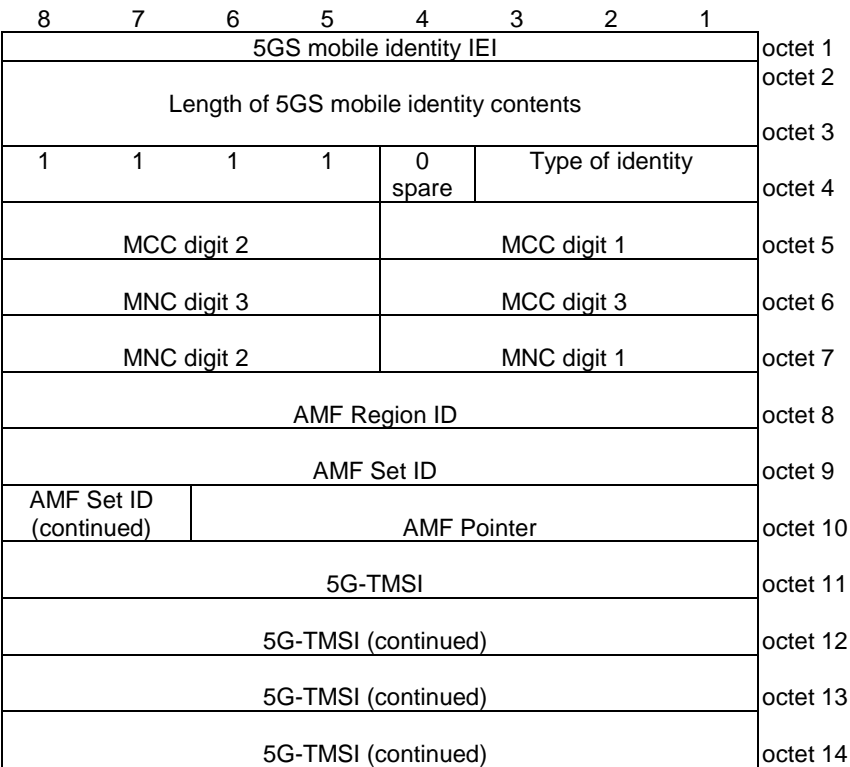 8 7 6 5 4 3 2 1
5GS mobile identity IEI octet 1
octet 2
Length of 5GS mobile identity contents
octet 3
1 1 1 1 0 Type of identity
spare octet 4
MCC digit 2 MCC digit 1 octet 5
MNC digit 3 MCC digit 3 octet 6
MNC digit 2 MNC digit 1 octet 7
AMF Region ID octet 8
AMF Set ID octet 9
AMF Set ID
(continued) AMF Pointer octet 10
5G-TMSI octet 11
5G-TMSI (continued) octet 12
5G-TMSI (continued) octet 13
5G-TMSI (continued) octet 14